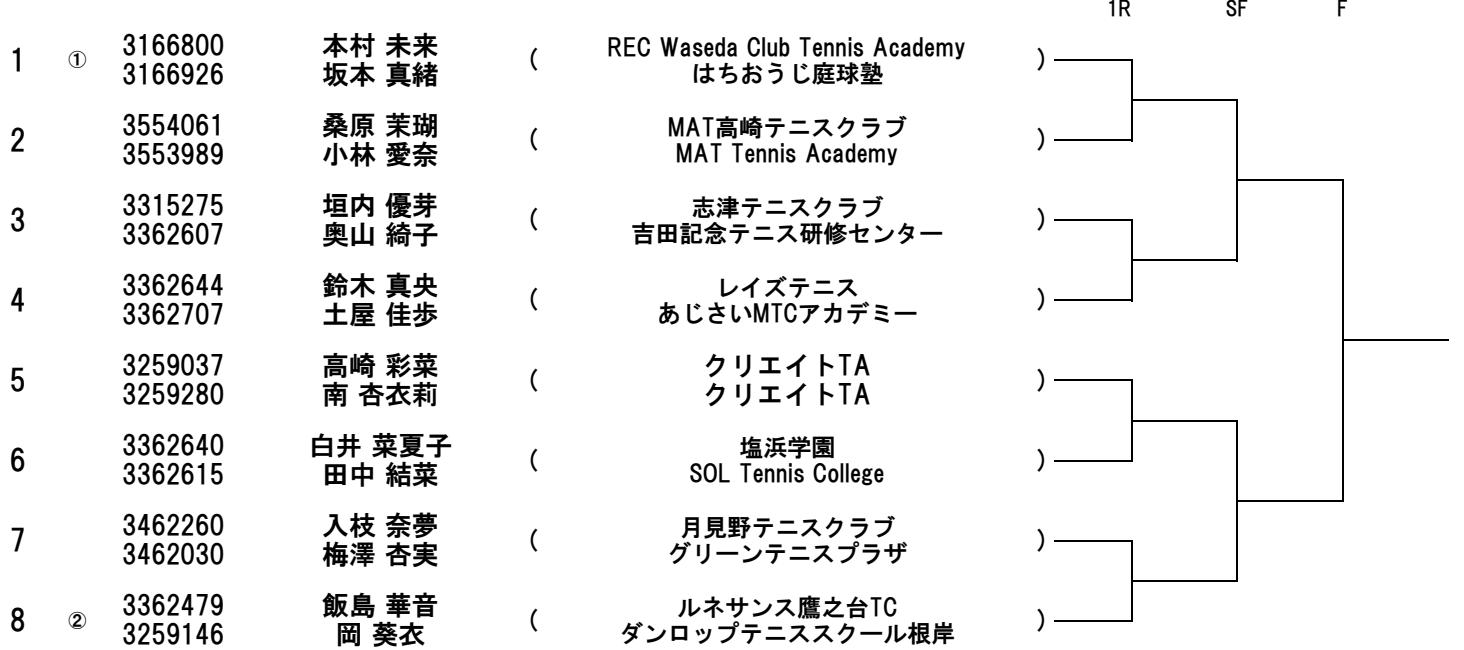 1R SF F
3166800 本村 未来 REC Waseda Club Tennis Academy
1 ① ( )
3166926 坂本 真緒 はちおうじ庭球塾
3554061 桑原 茉瑚 MAT高崎テニスクラブ
2 ( )
3553989 小林 愛奈 MAT Tennis Academy
3315275 垣内 優芽 志津テニスクラブ
3 ( )
3362607 奥山 綺子 吉田記念テニス研修センター
3362644 鈴木 真央 レイズテニス
4 ( )
3362707 土屋 佳歩 あじさいMTCアカデミー
3259037 高崎 彩菜 クリエイトTA
5 ( )
3259280 南 杏衣莉 クリエイトTA
3362640 白井 菜夏子 塩浜学園
6 ( )
3362615 田中 結菜 SOL Tennis College
3462260 入枝 奈夢 月見野テニスクラブ
7 ( )
3462030 梅澤 杏実 グリーンテニスプラザ
3362479 飯島 華音 ルネサンス鷹之台TC
8 ② ( )
3259146 岡 葵衣 ダンロップテニススクール根岸